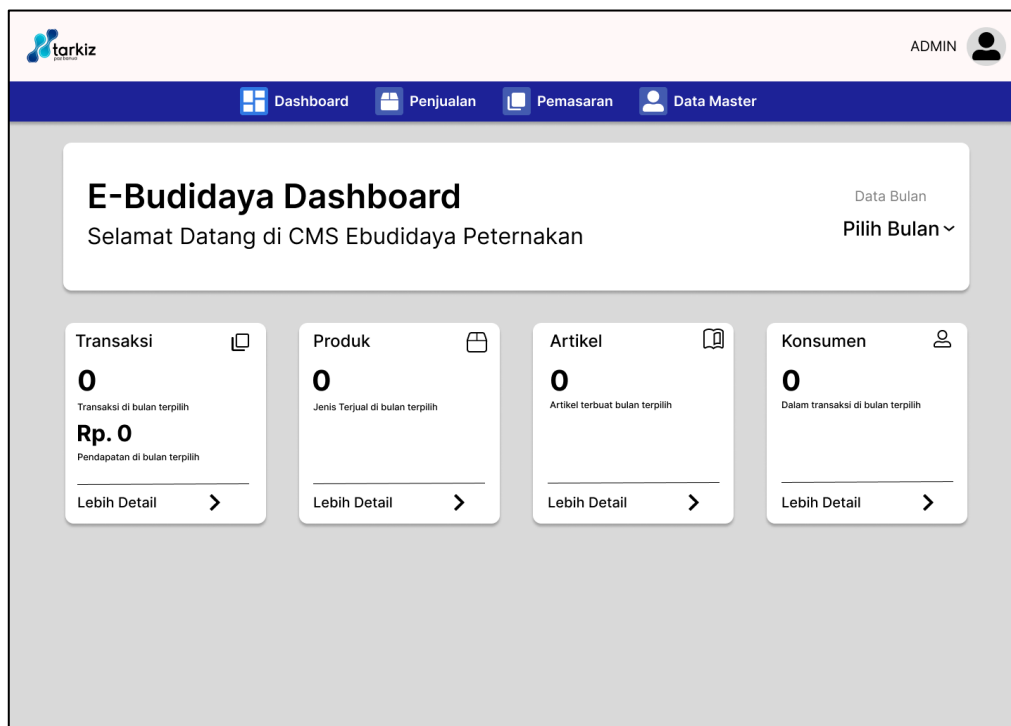 tarkiz
ADMIN
Dashboard
Penjualan
Pemasaran
Data Master
E-Budidaya Dashboard
Selamat Datang di CMS Ebudidaya Peternakan
Data Bulan
Pilih Bulan
Transaksi
0
Transaksi di bulan terpilih
Rp. 0
Pendapatan di bulan terpilih
Lebih Detail
Produk
0
Jenis Terjual di bulan terpilih
Lebih Detail
Artikel
0
Artikel terbuat bulan terpilih
Lebih Detail
Konsumen
0
Dalam transaksi di bulan terpilih
Lebih Detail